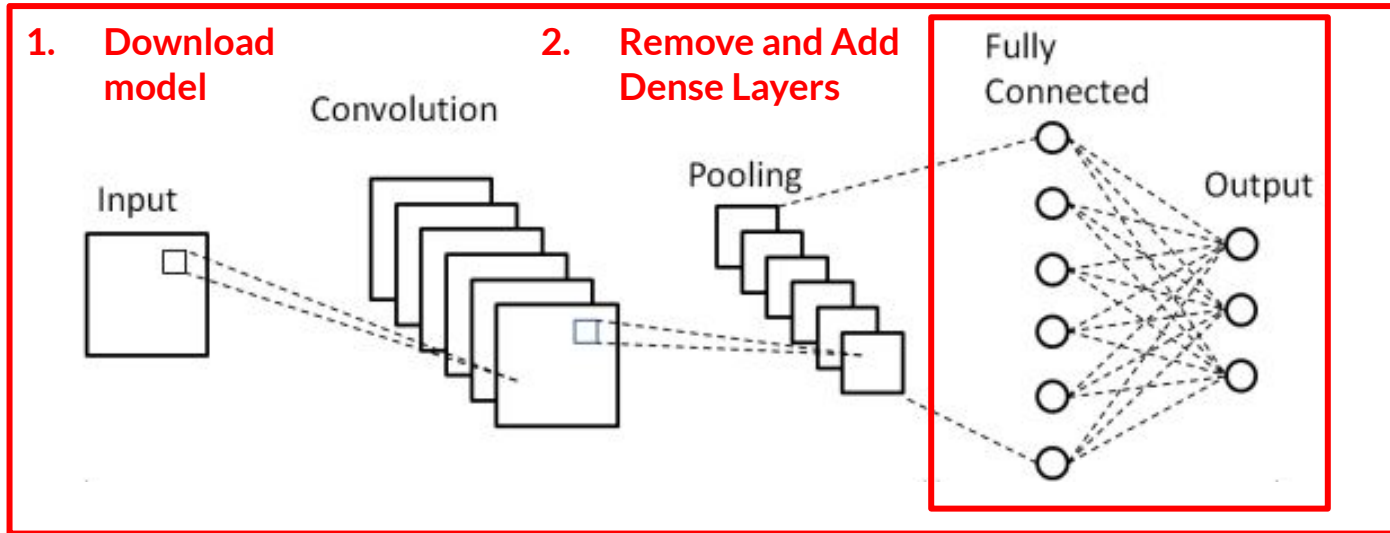 1. Download
model
2. Remove and Add
Dense Layers
Fully
Connected
Convolution
Pooling
Input
Output